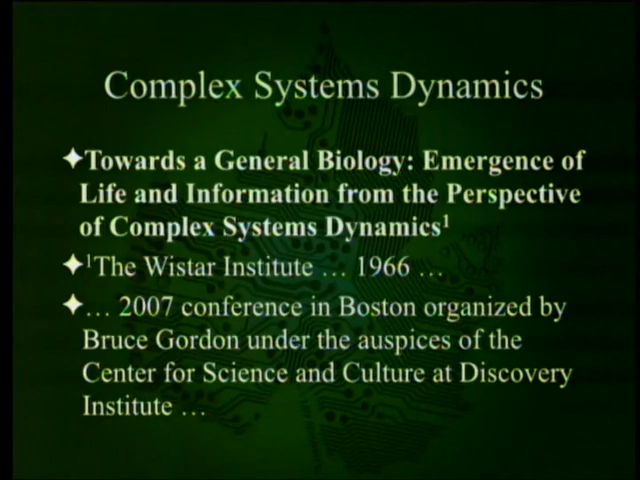 Complex Systems Dynamics
✦Towards a General Biology: Emergence of
Life and Information from the Perspective
of Complex Systems Dynamics¹
✦¹The Wistar Institute … 1966 …
✦… 2007 conference in Boston organized by
Bruce Gordon under the auspices of the
Center for Science and Culture at Discovery
Institute …